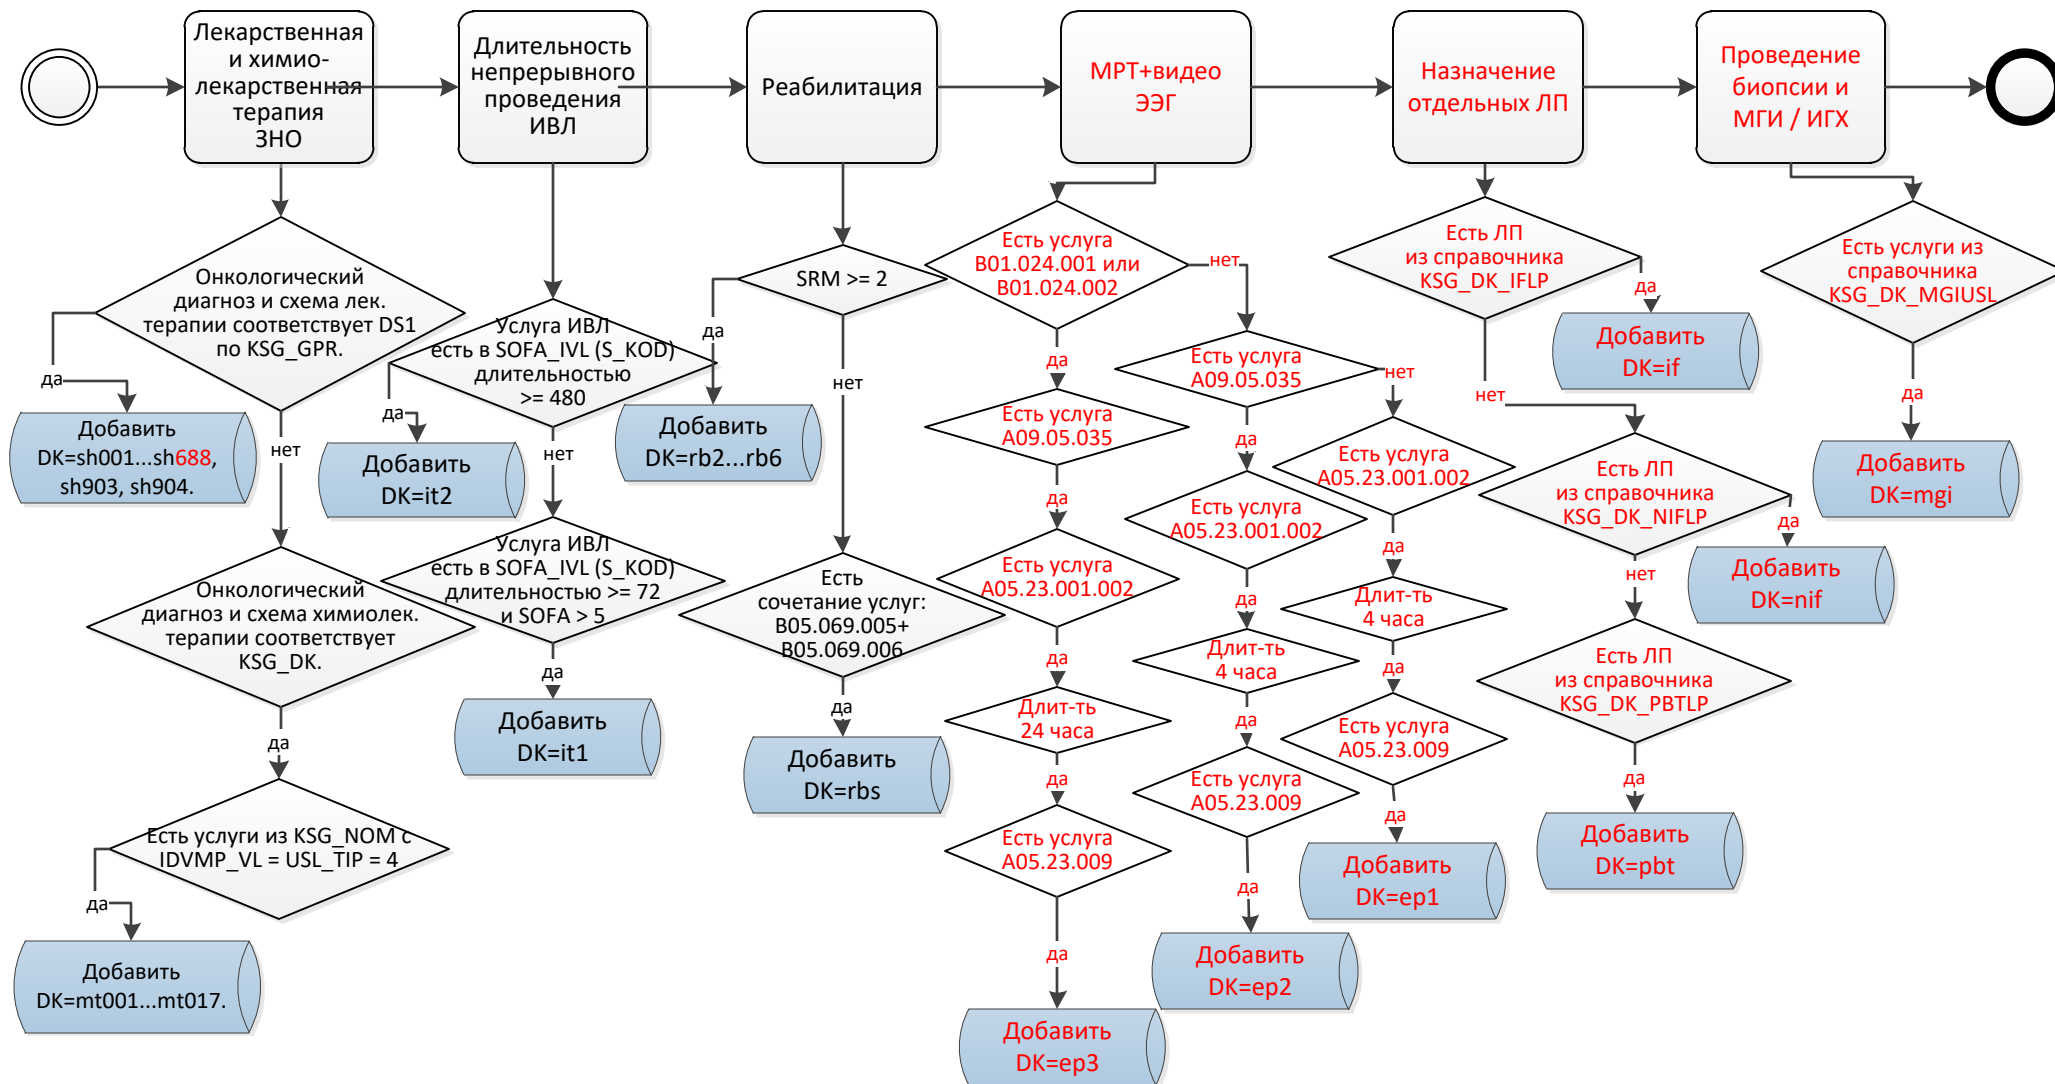 Лекарственная
и химио-
лекарственная
терапия
ЗНО
Длительность
непрерывного
проведения
ИВЛ
Реабилитация
МРТ+видео
ЭЭГ
Назначение
отдельных ЛП
Проведение
биопсии и
МГИ / ИГХ
Онкологический
диагноз и схема лек.
терапии соответствует DS1
по KSG_GPR.
да
Добавить
DK=sh001...sh688,
sh903, sh904.
нет
Онкологический
диагноз и схема химиолек.
терапии соответствует
KSG_DK.
да
Есть услуги из KSG_NOM с
IDVMP_VL = USL_TIP = 4
да
Добавить
DK=mt001...mt017.
Услуга ИВЛ
есть в SOFA_IVL (S_KOD)
длительностью
>= 480
да
Добавить
DK=it2
нет
Услуга ИВЛ
есть в SOFA_IVL (S_KOD)
длительностью >= 72
и SOFA > 5
да
Добавить
DK=it1
SRM >= 2
да
Добавить
DK=rb2...rb6
нет
Есть
сочетание услуг:
B05.069.005+
B05.069.006
да
Добавить
DK=rbs
Есть услуга
B01.024.001 или
B01.024.002
да
Есть услуга
A09.05.035
да
Есть услуга
A05.23.001.002
да
Длит-ть
24 часа
да
Есть услуга
A05.23.009
да
Добавить
DK=ep3
нет
Есть услуга
A09.05.035
да
Есть услуга
A05.23.001.002
да
Длит-ть
4 часа
да
Есть услуга
A05.23.009
да
Добавить
DK=ep2
нет
Есть услуга
A05.23.001.002
да
Длит-ть
4 часа
да
Есть услуга
A05.23.009
да
Добавить
DK=ep1
Есть ЛП
из справочника
KSG_DK_IFLP
да
Добавить
DK=if
нет
Есть ЛП
из справочника
KSG_DK_NIFLP
да
Добавить
DK=nif
нет
Есть ЛП
из справочника
KSG_DK_PBTLP
да
Добавить
DK=pbt
Есть услуги из
справочника
KSG_DK_MGIUSL
да
Добавить
DK=mgi